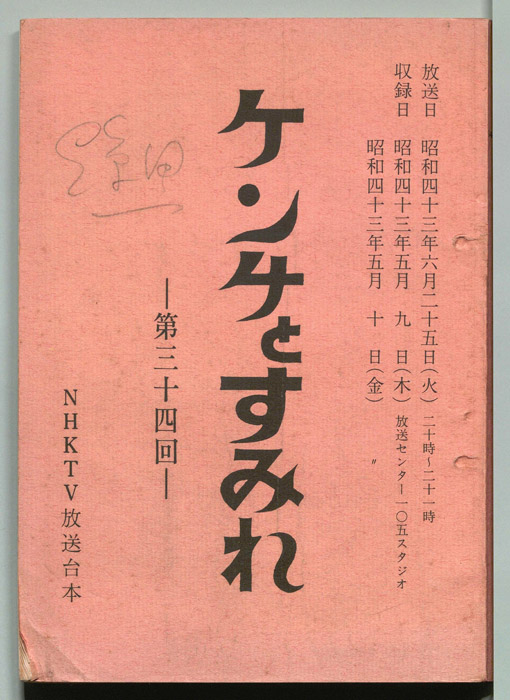 放送日　昭和四十三年六月二十五日（火）　二十時～二十一時
収録日　昭和四十三年五月　九　日（木）　放送センター一〇五スタジオ
昭和四十三年五月　十　日（金）　〃
ケンチとすみれ
―第三十四回―
NHKTV放送台本